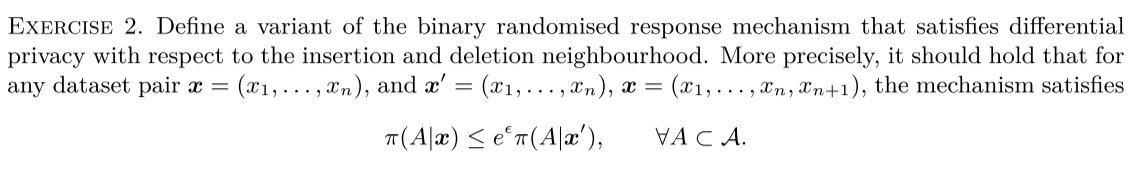 EXERCISE 2. Define a variant of the binary randomised response mechanism that satisfies differential
privacy with respect to the insertion and deletion neighbourhood. More precisely, it should hold that for
any dataset pair 𝒙 = (x₁, . . . , xₙ), and 𝒙′ = (x₁, . . . , xₙ), 𝒙 = (x₁, . . . , xₙ, xₙ₊₁), the mechanism satisfies
π(A|𝒙) ≤ e^ϵ π(A|𝒙′), ∀A ⊂ 𝒜.